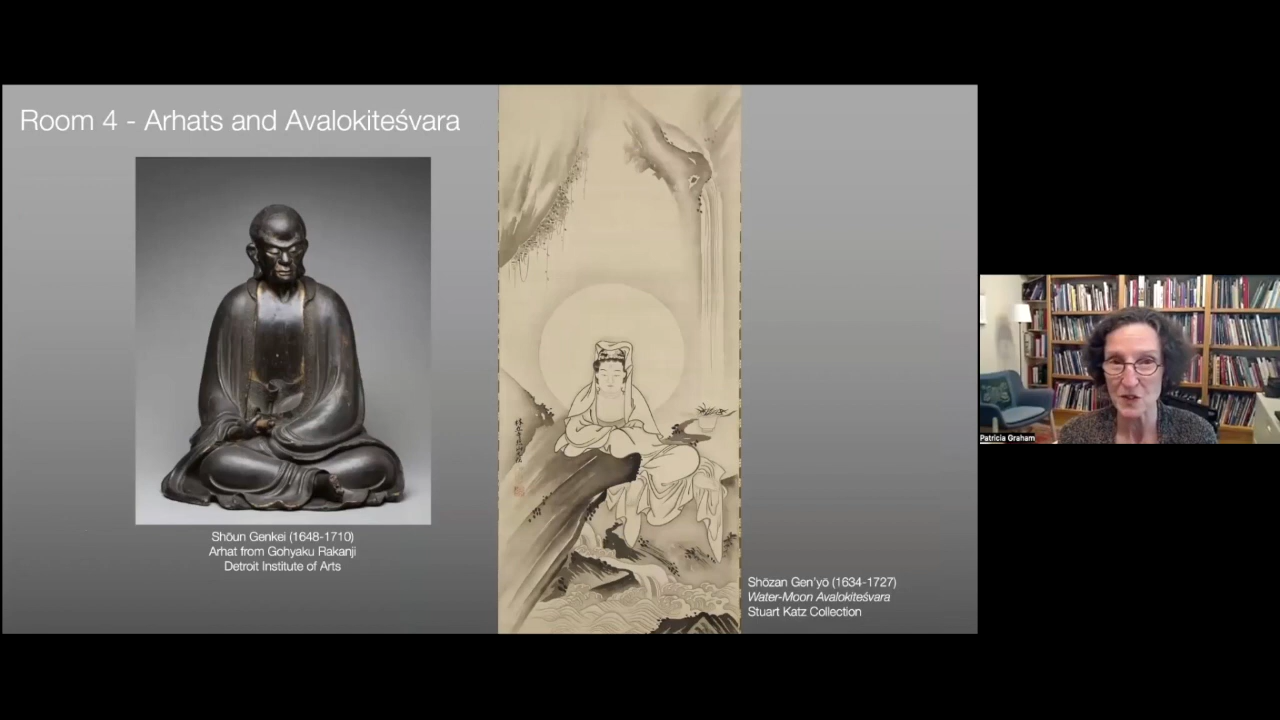 Room 4 - Arhats and Avalokiteśvara
Shōun Genkei (1648-1710)
Arhat from Gohyaku Rakanji
Detroit Institute of Arts
Shōzan Gen'yō (1634-1727)
Water-Moon Avalokiteśvara
Stuart Katz Collection
Patricia Graham